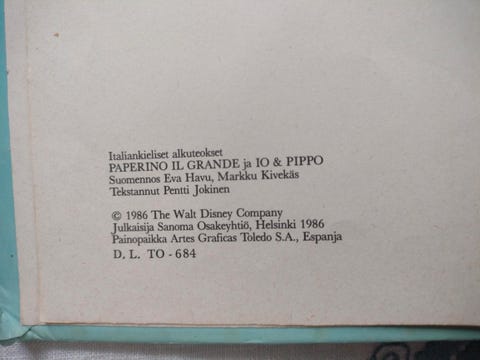 Italiankieliset alkuteokset
PAPERINO IL GRANDE ja IO & PIPPO
Suomennos Eva Havu, Markku Kivekäs
Tekstannut Pentti Jokinen
© 1986 The Walt Disney Company
Julkaisija Sanoma Osakeyhtiö, Helsinki 1986
Painopaikka Artes Graficas Toledo S.A., Espanja
D. L. TO - 684